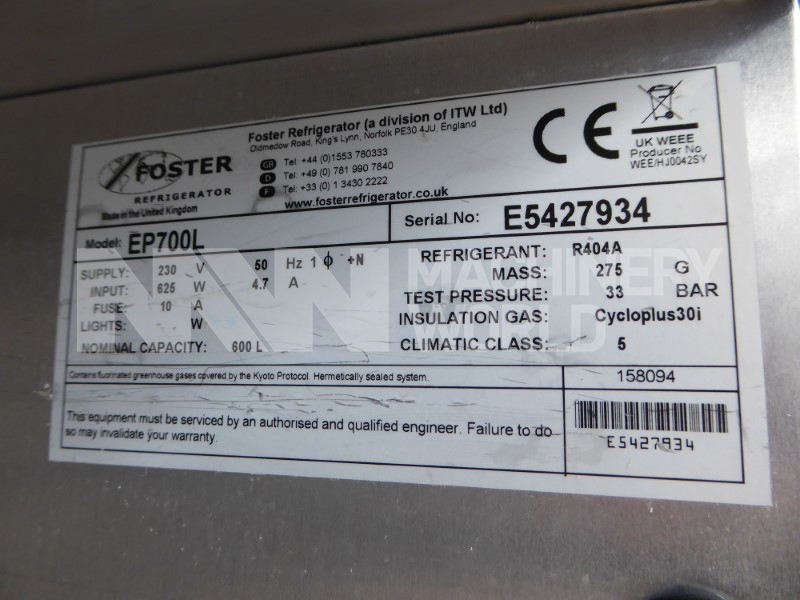 FOSTER
REFRIGERATOR
Made in the United Kingdom
Foster Refrigerator (a division of ITW Ltd)
Oldmedow Road, King's Lynn, Norfolk PE30 4JU, England
GB Tel: +44 (0)1553 780333
D Tel: +49 (0) 781 990 7840
F Tel: +33 (0) 1 3430 2222
www.fosterrefrigerator.co.uk
CE
UK WEEE
Producer No
WEE/HJ0042SY
Model: EP700L
Serial No: E5427934
SUPPLY: 230 V 50 Hz 1 ϕ +N
INPUT: 625 W 4.7 A
FUSE: 10 A
LIGHTS: W
NOMINAL CAPACITY: 600 L
REFRIGERANT: R404A
MASS: 275 G
TEST PRESSURE: 33 BAR
INSULATION GAS: Cycloplus30i
CLIMATIC CLASS: 5
Contains fluorinated greenhouse gases covered by the Kyoto Protocol. Hermetically sealed system.
158094
This equipment must be serviced by an authorised and qualified engineer. Failure to do
so may invalidate your warranty.
E5427934
MW MACHINERY
WORLD